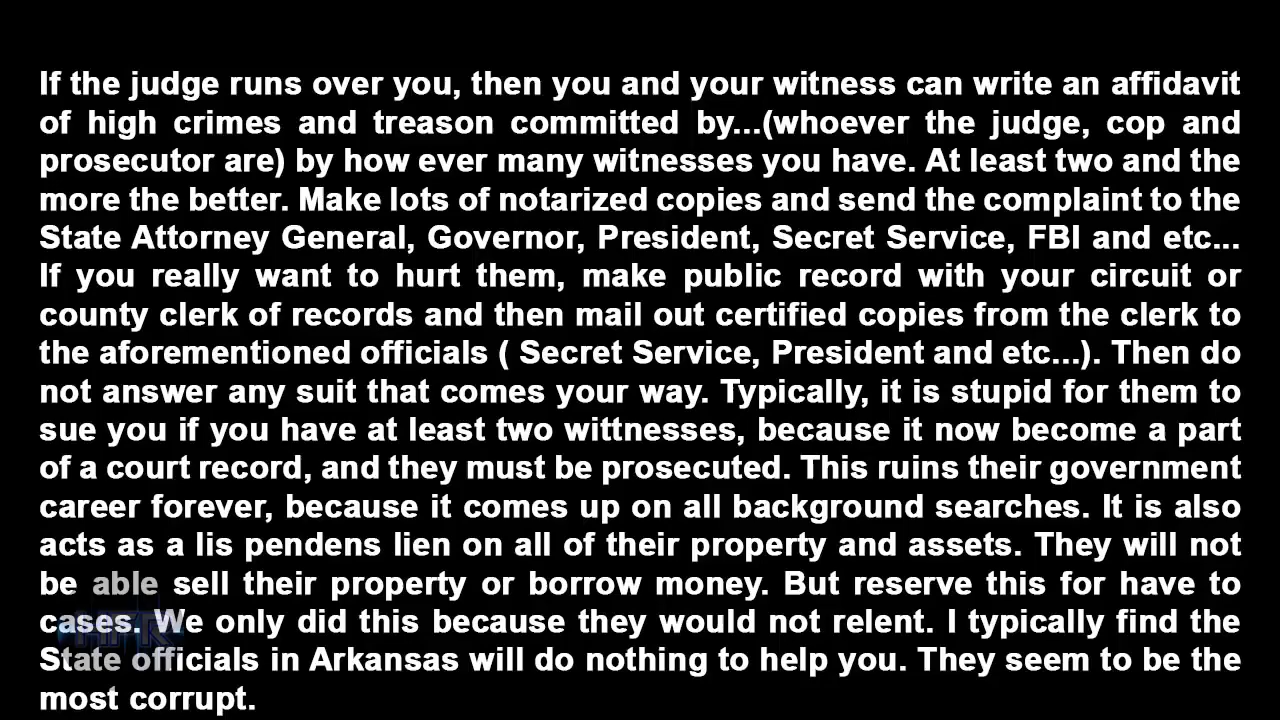 If the judge runs over you, then you and your witness can write an affidavit
of high crimes and treason committed by...(whoever the judge, cop and
prosecutor are) by how ever many witnesses you have. At least two and the
more the better. Make lots of notarized copies and send the complaint to the
State Attorney General, Governor, President, Secret Service, FBI and etc...
If you really want to hurt them, make public record with your circuit or
county clerk of records and then mail out certified copies from the clerk to
the aforementioned officials ( Secret Service, President and etc...). Then do
not answer any suit that comes your way. Typically, it is stupid for them to
sue you if you have at least two wittnesses, because it now become a part
of a court record, and they must be prosecuted. This ruins their government
career forever, because it comes up on all background searches. It is also
acts as a lis pendens lien on all of their property and assets. They will not
be able sell their property or borrow money. But reserve this for have to
cases. We only did this because they would not relent. I typically find the
State officials in Arkansas will do nothing to help you. They seem to be the
most corrupt.